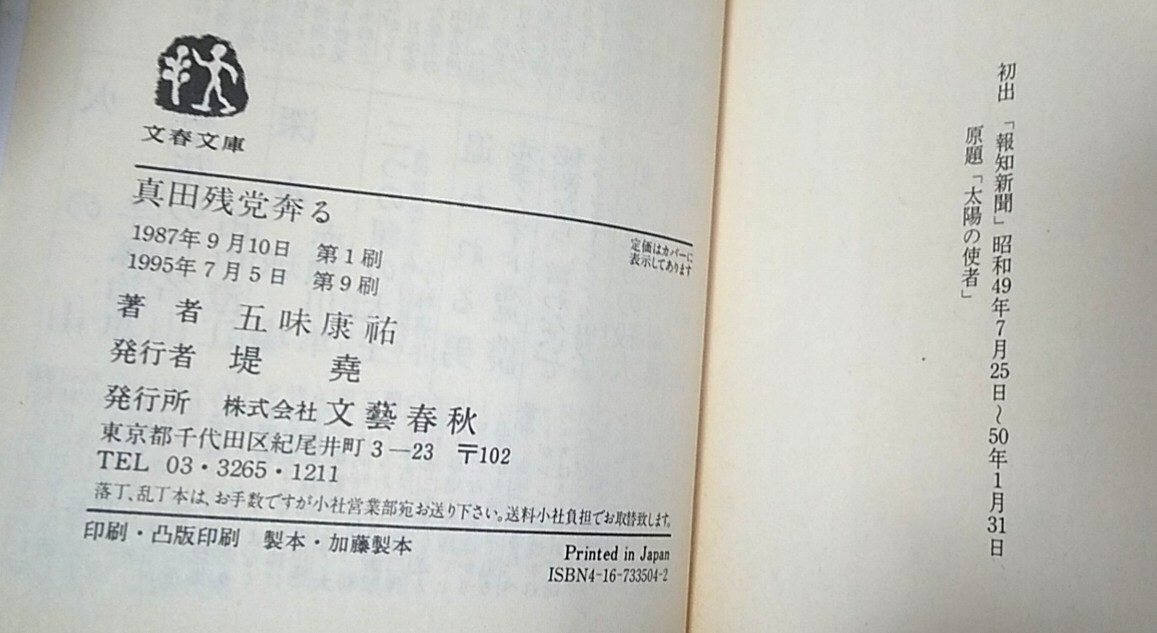 初出 「報知新聞」昭和49年7月25日〜50年1月31日
原題「太陽の使者」
文春文庫
真田残党奔る
定価はカバーに
表示してあります
1987年9月10日 第1刷
1995年7月5日 第9刷
著者 五味康祐
発行者 堤堯
発行所 株式会社 文藝春秋
東京都千代田区紀尾井町3―23 〒102
TEL 03・3265・1211
落丁、乱丁本は、お手数ですが小社営業部宛お送り下さい。送料小社負担でお取替致します。
印刷・凸版印刷 製本・加藤製本
Printed in Japan
ISBN4-16-733504-2